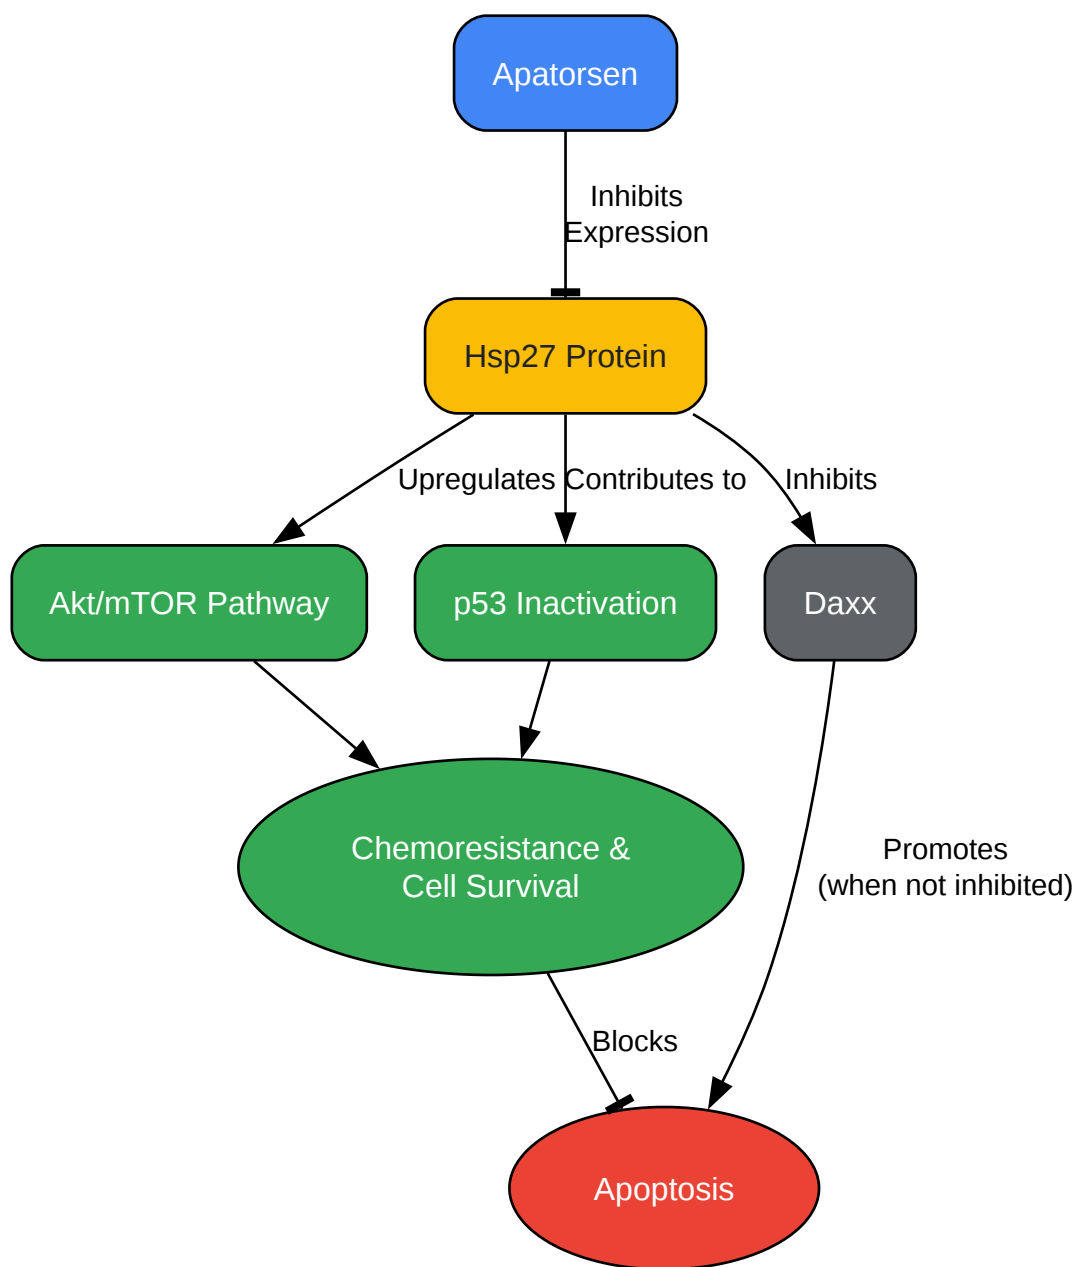 Apatorsen
Inhibits
Expression
Hsp27 Protein
Upregulates
Contributes to
Inhibits
Akt/mTOR Pathway
p53 Inactivation
Daxx
Chemoresistance &
Cell Survival
Promotes
(when not inhibited)
Blocks
Apoptosis